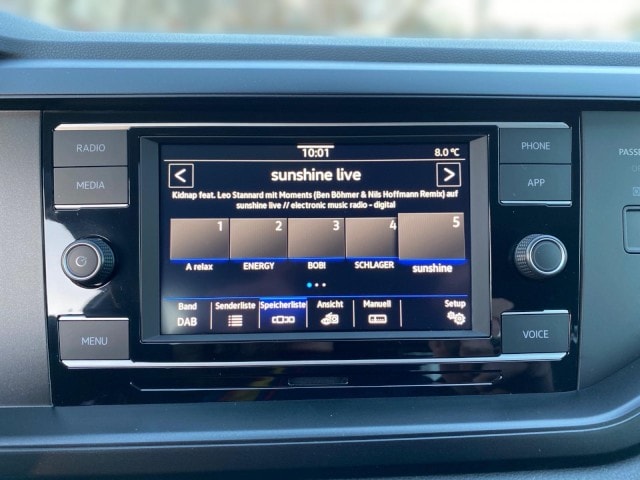 10:01 8.0 °C
sunshine live
Kidnap feat. Leo Stannard mit Moments (Ben Böhmer & Nils Hoffmann Remix) auf
sunshine live // electronic music radio - digital
1 2 3 4 5
A relax ENERGY BOB! SCHLAGER sunshine
Band Senderliste Speicherliste Ansicht Manuell Setup
DAB
RADIO
MEDIA
MENU
PHONE
APP
VOICE